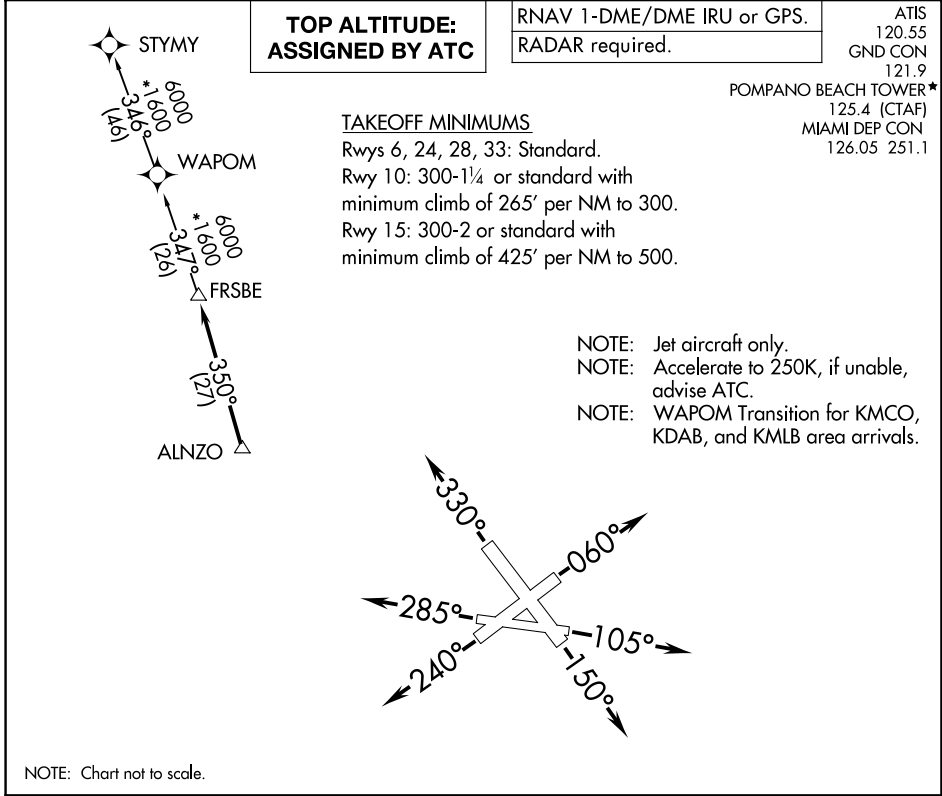 TOP ALTITUDE:
ASSIGNED BY ATC
RNAV 1-DME/DME IRU or GPS.
RADAR required.
ATIS
120.55
GND CON
121.9
POMPANO BEACH TOWER★
125.4 (CTAF)
MIAMI DEP CON
126.05 251.1
STYMY
6000
*1600
346°
(46)
WAPOM
6000
*1600
347°
(26)
FRSBE
350°
(27)
ALNZO
TAKEOFF MINIMUMS
Rwys 6, 24, 28, 33: Standard.
Rwy 10: 300-1¼ or standard with
minimum climb of 265' per NM to 300.
Rwy 15: 300-2 or standard with
minimum climb of 425' per NM to 500.
NOTE: Jet aircraft only.
NOTE: Accelerate to 250K, if unable,
advise ATC.
NOTE: WAPOM Transition for KMCO,
KDAB, and KMLB area arrivals.
330°
060°
285°
105°
240°
150°
NOTE: Chart not to scale.